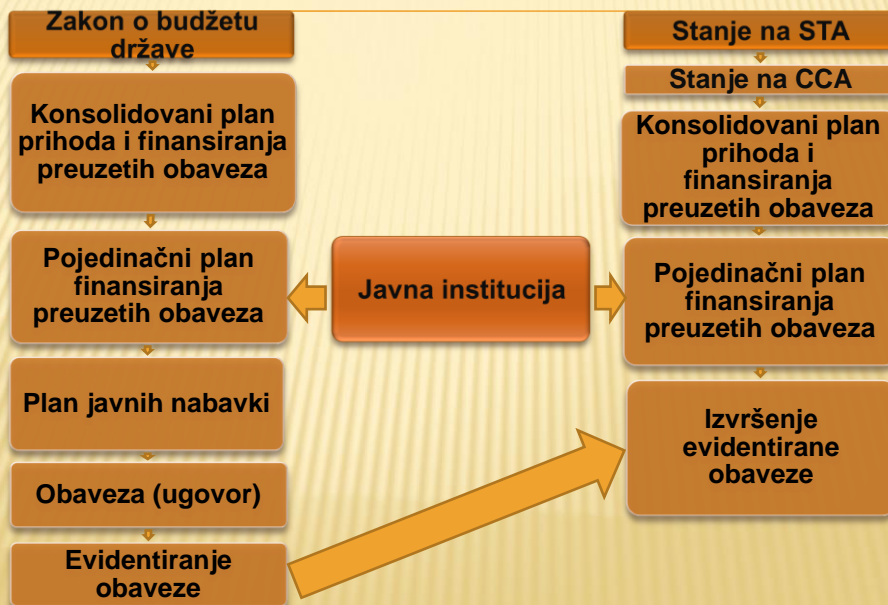 Zakon o budžetu
države
Konsolidovani plan
prihoda i finansiranja
preuzetih obaveza
Pojedinačni plan
finansiranja
preuzetih obaveza
Plan javnih nabavki
Obaveza (ugovor)
Evidentiranje
obaveze
Javna institucija
Stanje na STA
Stanje na CCA
Konsolidovani plan
prihoda i
finansiranja
preuzetih obaveza
Pojedinačni plan
finansiranja
preuzetih obaveza
Izvršenje
evidentirane
obaveze